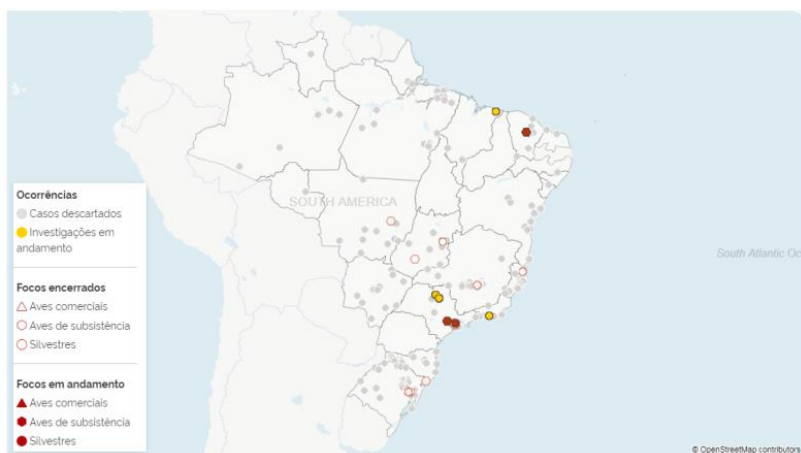 SOUTH AMERICA
South Atlantic Oc
Ocorrências
Casos descartados
Investigações em
andamento
Focos encerrados
Aves comerciais
Aves de subsistência
Silvestres
Focos em andamento
Aves comerciais
Aves de subsistência
Silvestres
© OpenStreetMap contributors